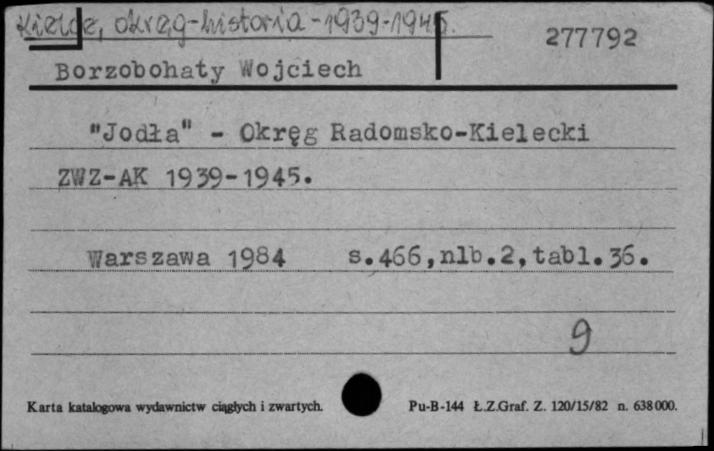 Kielce, okręg-historia-1939-1945.
277792
Borzobohaty Wojciech
"Jodła" - Okręg Radomsko-Kielecki
ZWZ-AK 1939-1945.
Warszawa 1984 s.466,nlb.2,tabl.36.
9
Karta katalogowa wydawnictw ciągłych i zwartych. Pu-B-144 Ł.Z.Graf. Z. 120/15/82 n. 638000.